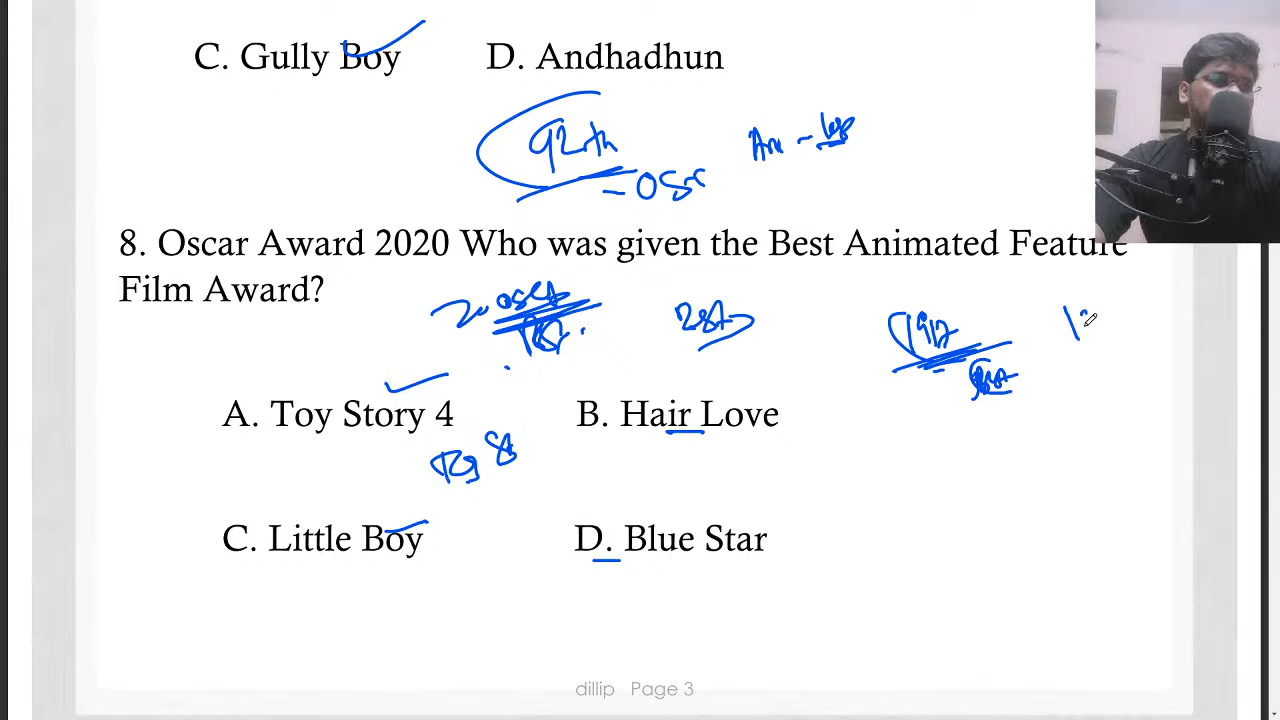 C. Gully Boy D. Andhadhun
92th
8. Oscar Award 2020 Who was given the Best Animated Feature
Film Award?
A. Toy Story 4 B. Hair Love
C. Little Boy D. Blue Star
dillip Page 3